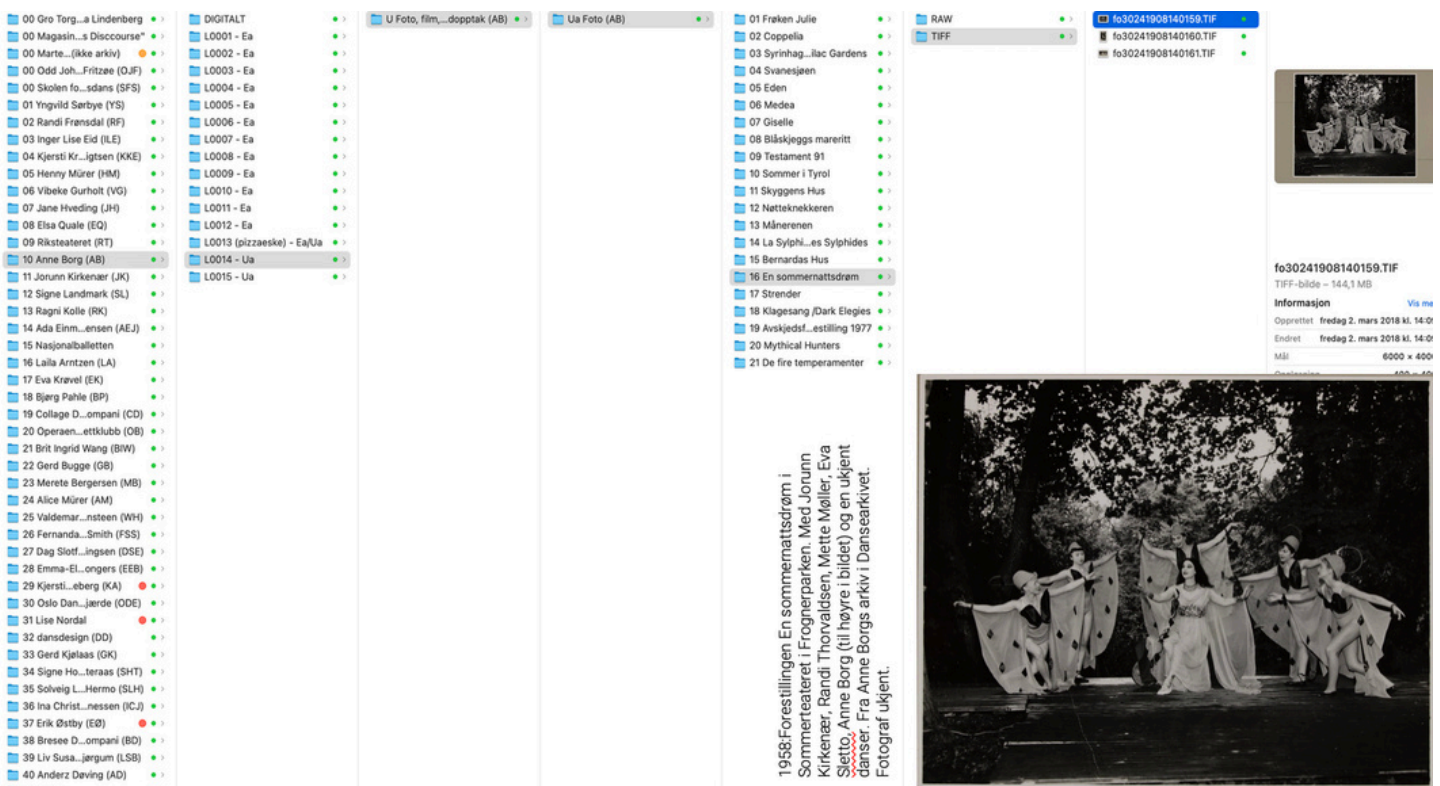 00 Gro Torg...a Lindenberg
00 Magasin...s Disccourse"
00 Marte...(ikke arkiv)
00 Odd Joh...Fritzøe (OJF)
00 Skolen fo...sdans (SFS)
01 Yngvild Sørbye (YS)
02 Randi Frønsdal (RF)
03 Inger Lise Eid (ILE)
04 Kjersti Kr...igtsen (KKE)
05 Henny Mürer (HM)
06 Vibeke Gurholt (VG)
07 Jane Hveding (JH)
08 Elsa Quale (EQ)
09 Riksteateret (RT)
10 Anne Borg (AB)
11 Jorunn Kirkenær (JK)
12 Signe Landmark (SL)
13 Ragni Kolle (RK)
14 Ada Einm...ensen (AEJ)
15 Nasjonalballetten
16 Laila Arntzen (LA)
17 Eva Krøvel (EK)
18 Bjørg Pahle (BP)
19 Collage D...ompani (CD)
20 Operaen...ettklubb (OB)
21 Brit Ingrid Wang (BIW)
22 Gerd Bugge (GB)
23 Merete Bergersen (MB)
24 Alice Mürer (AM)
25 Valdemar...nsteen (WH)
26 Fernanda...Smith (FSS)
27 Dag Slotf...ingsen (DSE)
28 Emma-El...ongers (EEB)
29 Kjersti...eberg (KA)
30 Oslo Dan...jærde (ODE)
31 Lise Nordal
32 dansdesign (DD)
33 Gerd Kjølaas (GK)
34 Signe Ho...teraas (SHT)
35 Solveig L...Hermo (SLH)
36 Ina Christ...nessen (ICJ)
37 Erik Østby (EØ)
38 Bresee D...ompani (BD)
39 Liv Susa...jørgum (LSB)
40 Anderz Døving (AD)
DIGITALT
L0001 - Ea
L0002 - Ea
L0003 - Ea
L0004 - Ea
L0005 - Ea
L0006 - Ea
L0007 - Ea
L0008 - Ea
L0009 - Ea
L0010 - Ea
L0011 - Ea
L0012 - Ea
L0013 (pizzaeske) - Ea/Ua
L0014 - Ua
L0015 - Ua
U Foto, film,...dopptak (AB)
Ua Foto (AB)
01 Frøken Julie
02 Coppelia
03 Syrinhag...ilac Gardens
04 Svanesjøen
05 Eden
06 Medea
07 Giselle
08 Blåskjeggs mareritt
09 Testament 91
10 Sommer i Tyrol
11 Skyggens Hus
12 Nøtteknekkeren
13 Månerenen
14 La Sylphi...es Sylphides
15 Bernardas Hus
16 En sommernattsdrøm
17 Strender
18 Klagesang /Dark Elegies
19 Avskjedsf...estilling 1977
20 Mythical Hunters
21 De fire temperamenter
RAW
TIFF
fo30241908140159.TIF
fo30241908140160.TIF
fo30241908140161.TIF
fo30241908140159.TIF
TIFF-bilde – 144,1 MB
Informasjon Vis me
Opprettet fredag 2. mars 2018 kl. 14:09
Endret fredag 2. mars 2018 kl. 14:09
Mål 6000 × 400
1958:Forestillingen En sommernattsdrøm i
Sommerteateret i Frognerparken. Med Jorunn
Kirkenær, Randi Thorvaldsen, Mette Møller, Eva
Sletto, Anne Borg (til høyre i bildet) og en ukjent
danser. Fra Anne Borgs arkiv i Dansearkivet.
Fotograf ukjent.